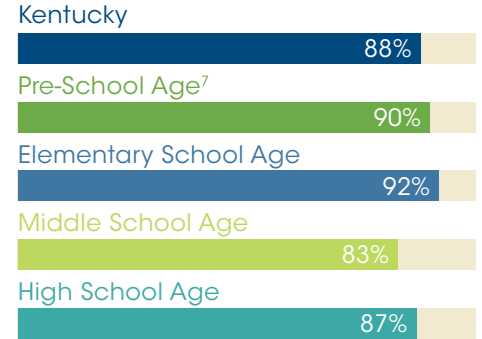 Kentucky
88%
Pre-School Age⁷
90%
Elementary School Age
92%
Middle School Age
83%
High School Age
87%